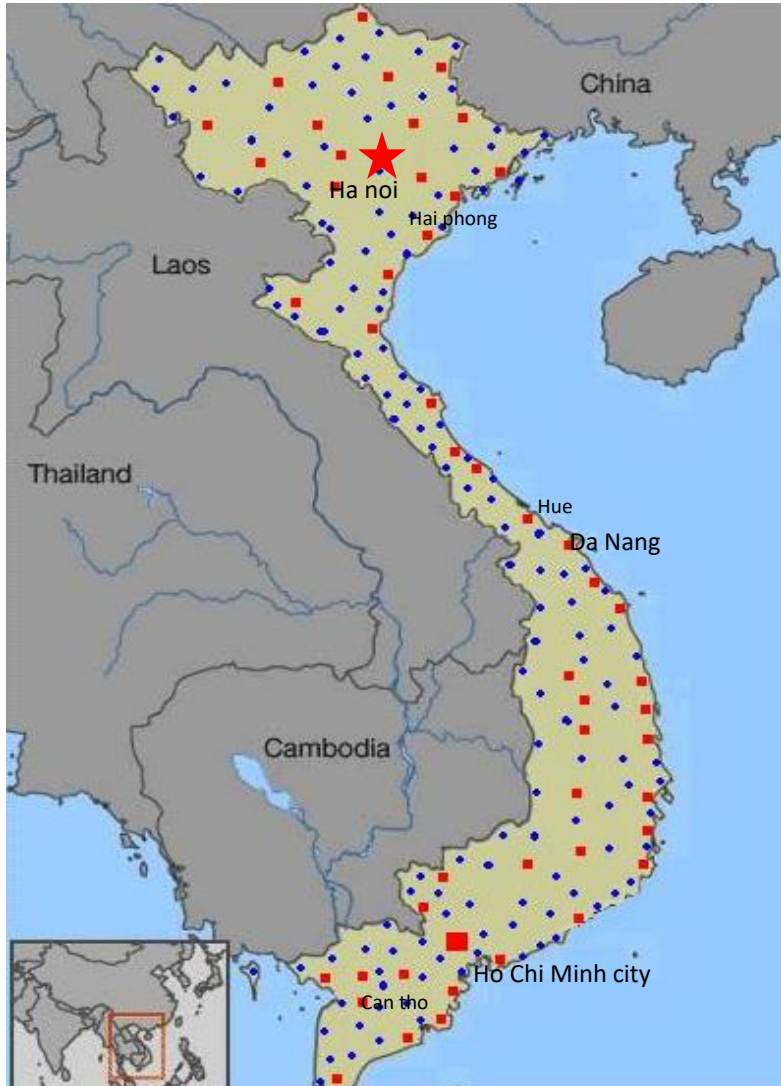 China
Ha noi
Hai phong
Laos
Thailand
Hue
Da Nang
Cambodia
Ho Chi Minh city
Can tho